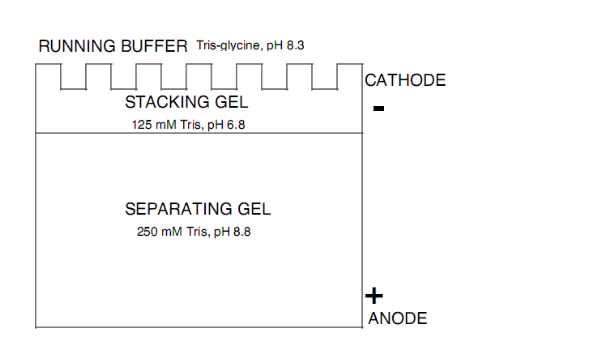 RUNNING BUFFER Tris-glycine, pH 8.3
CATHODE
STACKING GEL
-
125 mM Tris, pH 6.8
SEPARATING GEL
250 mM Tris, pH 8.8
+
ANODE